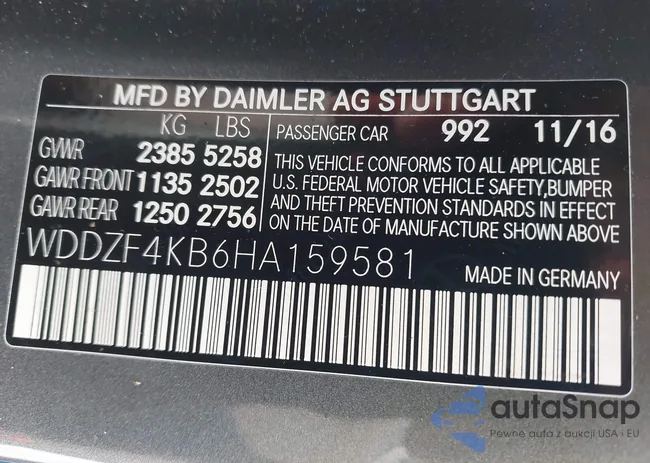 MFD BY DAIMLER AG STUTTGART
KG LBS PASSENGER CAR 992 11/16
GVWR 2385 5258
GAWR FRONT 1135 2502
GAWR REAR 1250 2756
THIS VEHICLE CONFORMS TO ALL APPLICABLE
U.S. FEDERAL MOTOR VEHICLE SAFETY,BUMPER
AND THEFT PREVENTION STANDARDS IN EFFECT
ON THE DATE OF MANUFACTURE SHOWN ABOVE
WDDZF4KB6HA159581 MADE IN GERMANY
autaSnap
Pewne auta z aukcji USA i EU